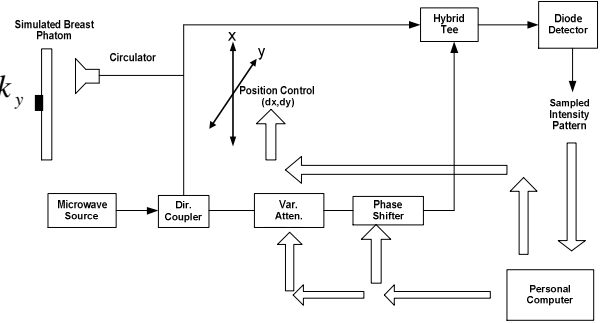 Simulated Breast
Phatom
Circulator
k y
x
y
Position Control
(dx,dy)
Hybrid
Tee
Diode
Detector
Sampled
Intensity
Pattern
Microwave
Source
Dir.
Coupler
Var.
Atten.
Phase
Shifter
Personal
Computer